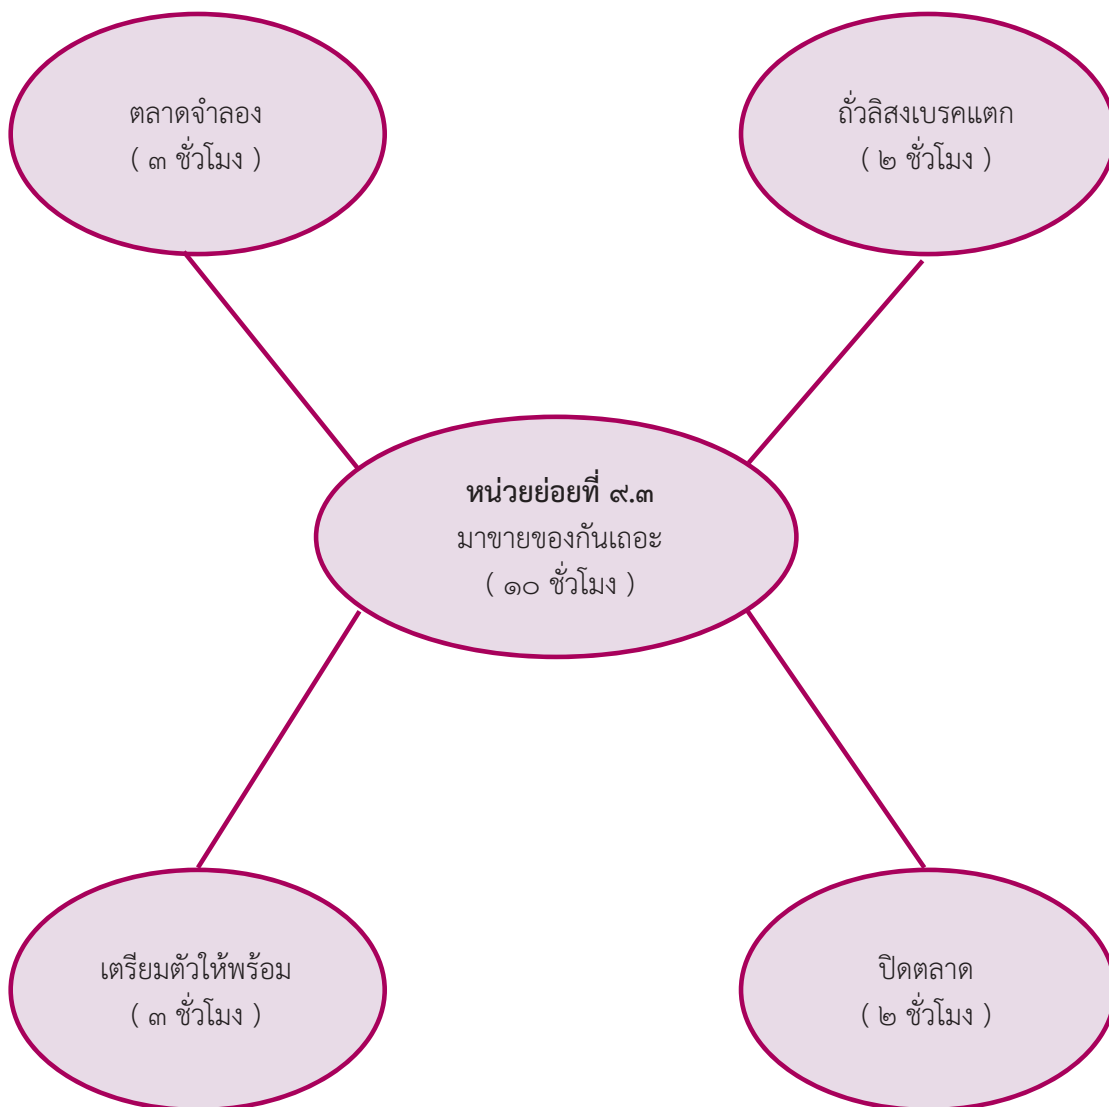 ตลาดจำลอง
( ๓ ชั่วโมง )
ถั่วลิสงเบรคแตก
( ๒ ชั่วโมง )
หน่วยย่อยที่ ๙.๓
มาขายของกันเถอะ
( ๑๐ ชั่วโมง )
เตรียมตัวให้พร้อม
( ๓ ชั่วโมง )
ปิดตลาด
( ๒ ชั่วโมง )